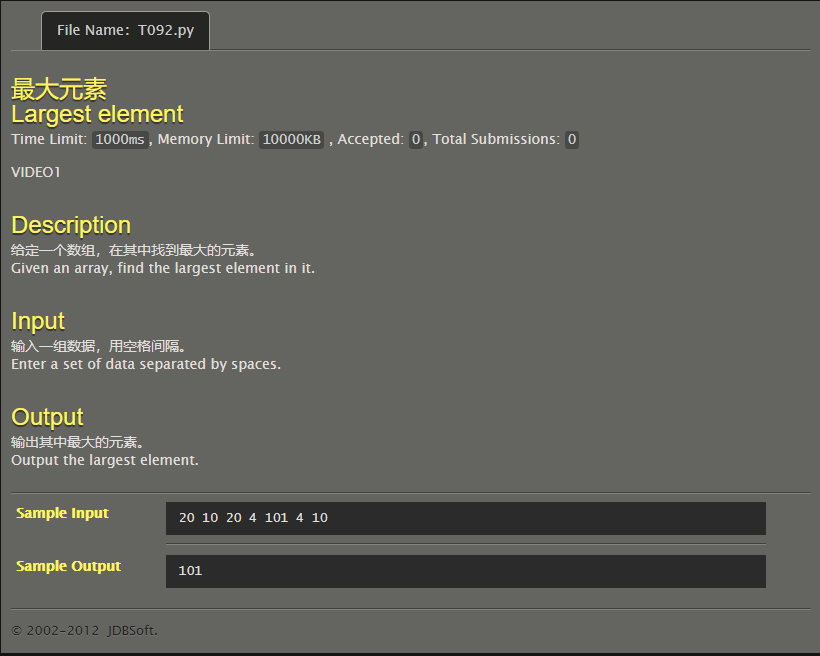 File Name: T092.py
最大元素
Largest element
Time Limit: 1000ms, Memory Limit: 10000KB , Accepted: 0, Total Submissions: 0
VIDEO1
Description
给定一个数组，在其中找到最大的元素。
Given an array, find the largest element in it.
Input
输入一组数据，用空格间隔。
Enter a set of data separated by spaces.
Output
输出其中最大的元素。
Output the largest element.
Sample Input
20 10 20 4 101 4 10
Sample Output
101
© 2002-2012 JDBSoft.